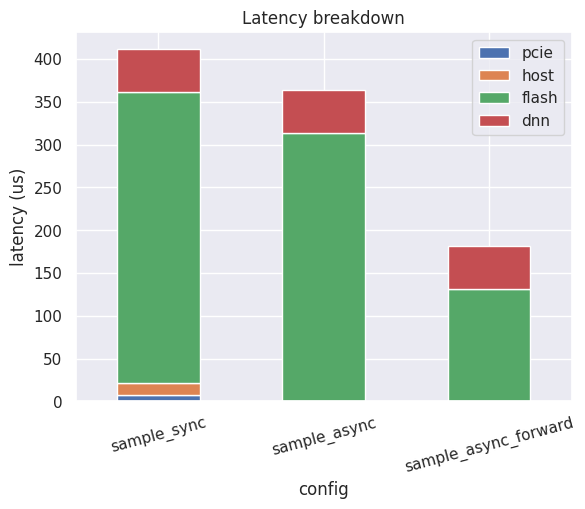 Latency breakdown
pcie
host
flash
dnn
latency (us)
400
350
300
250
200
150
100
50
0
sample_sync
sample_async
sample_async_forward
config